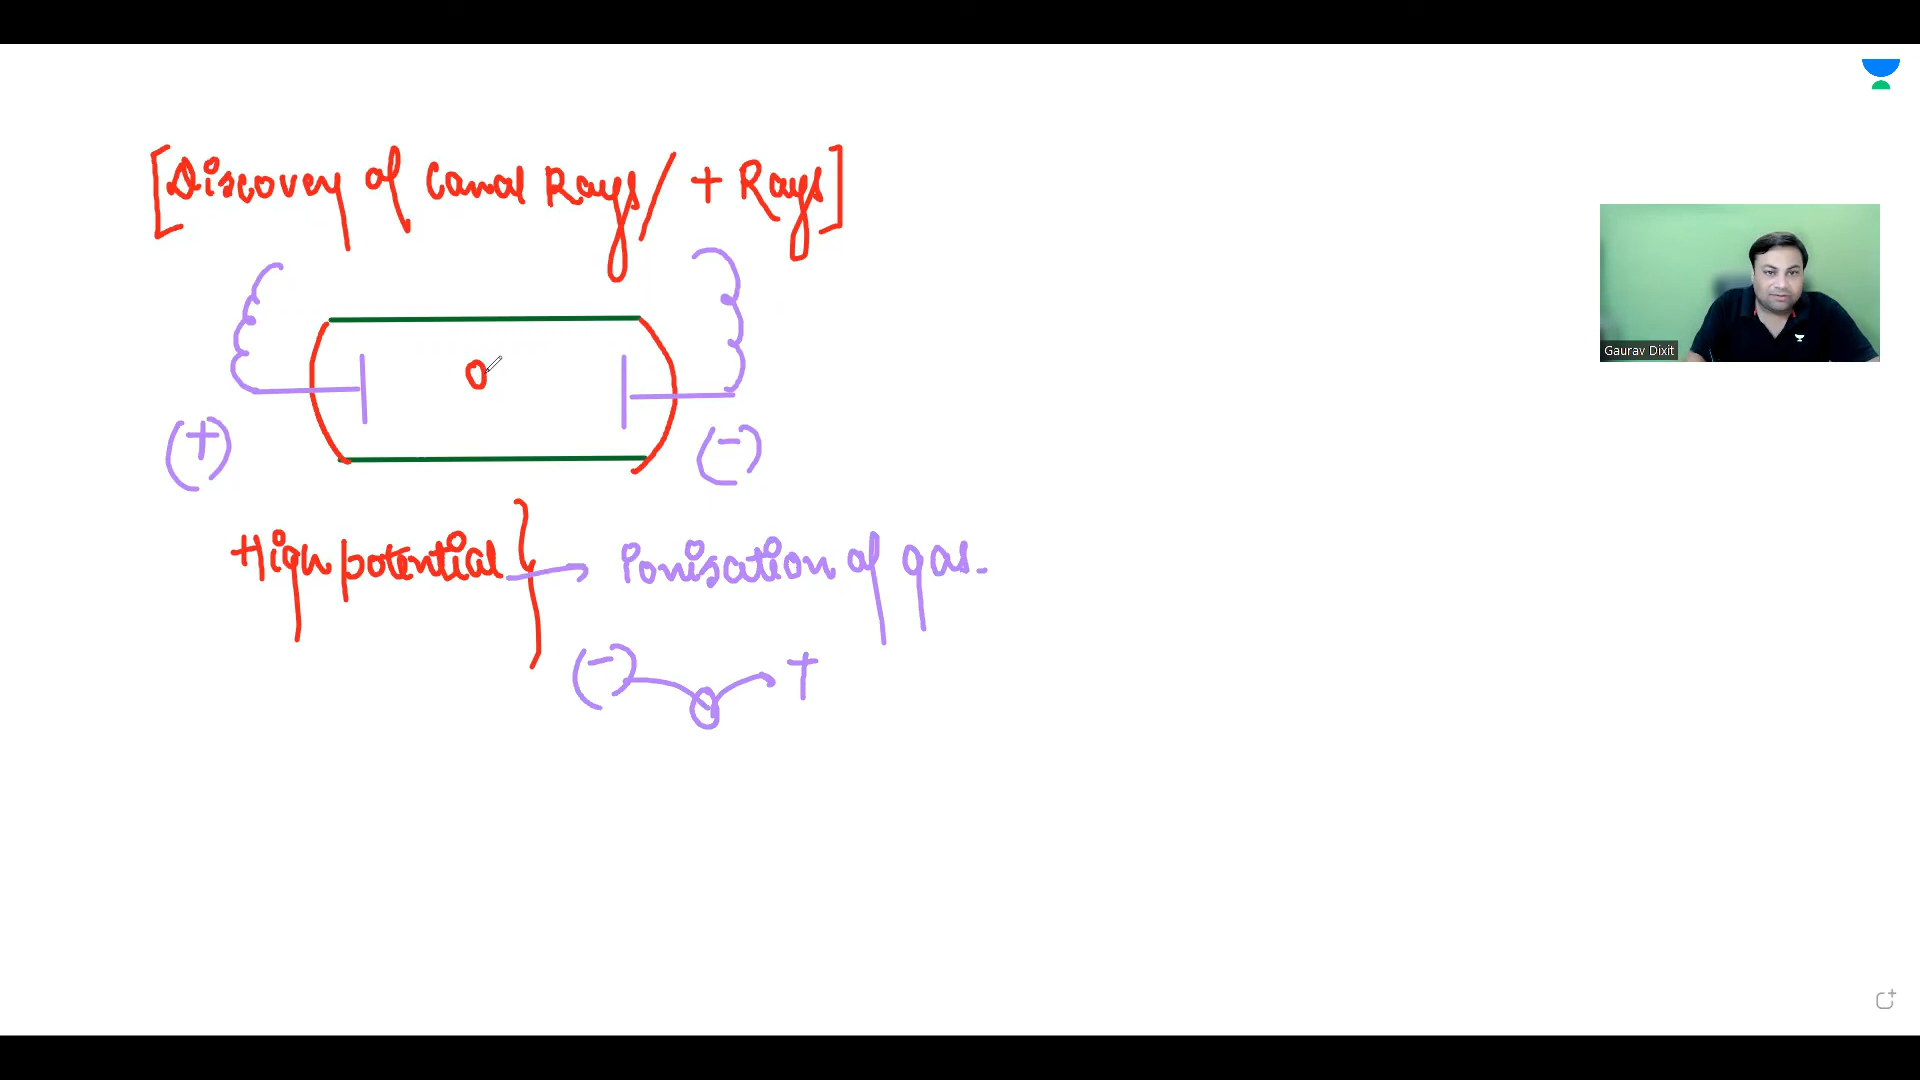 [Discovery of Canal Rays / + Rays]
O
(+)
(-)
High potential } → ionisation of gas.
(-) O → +
Gaurav Dixit